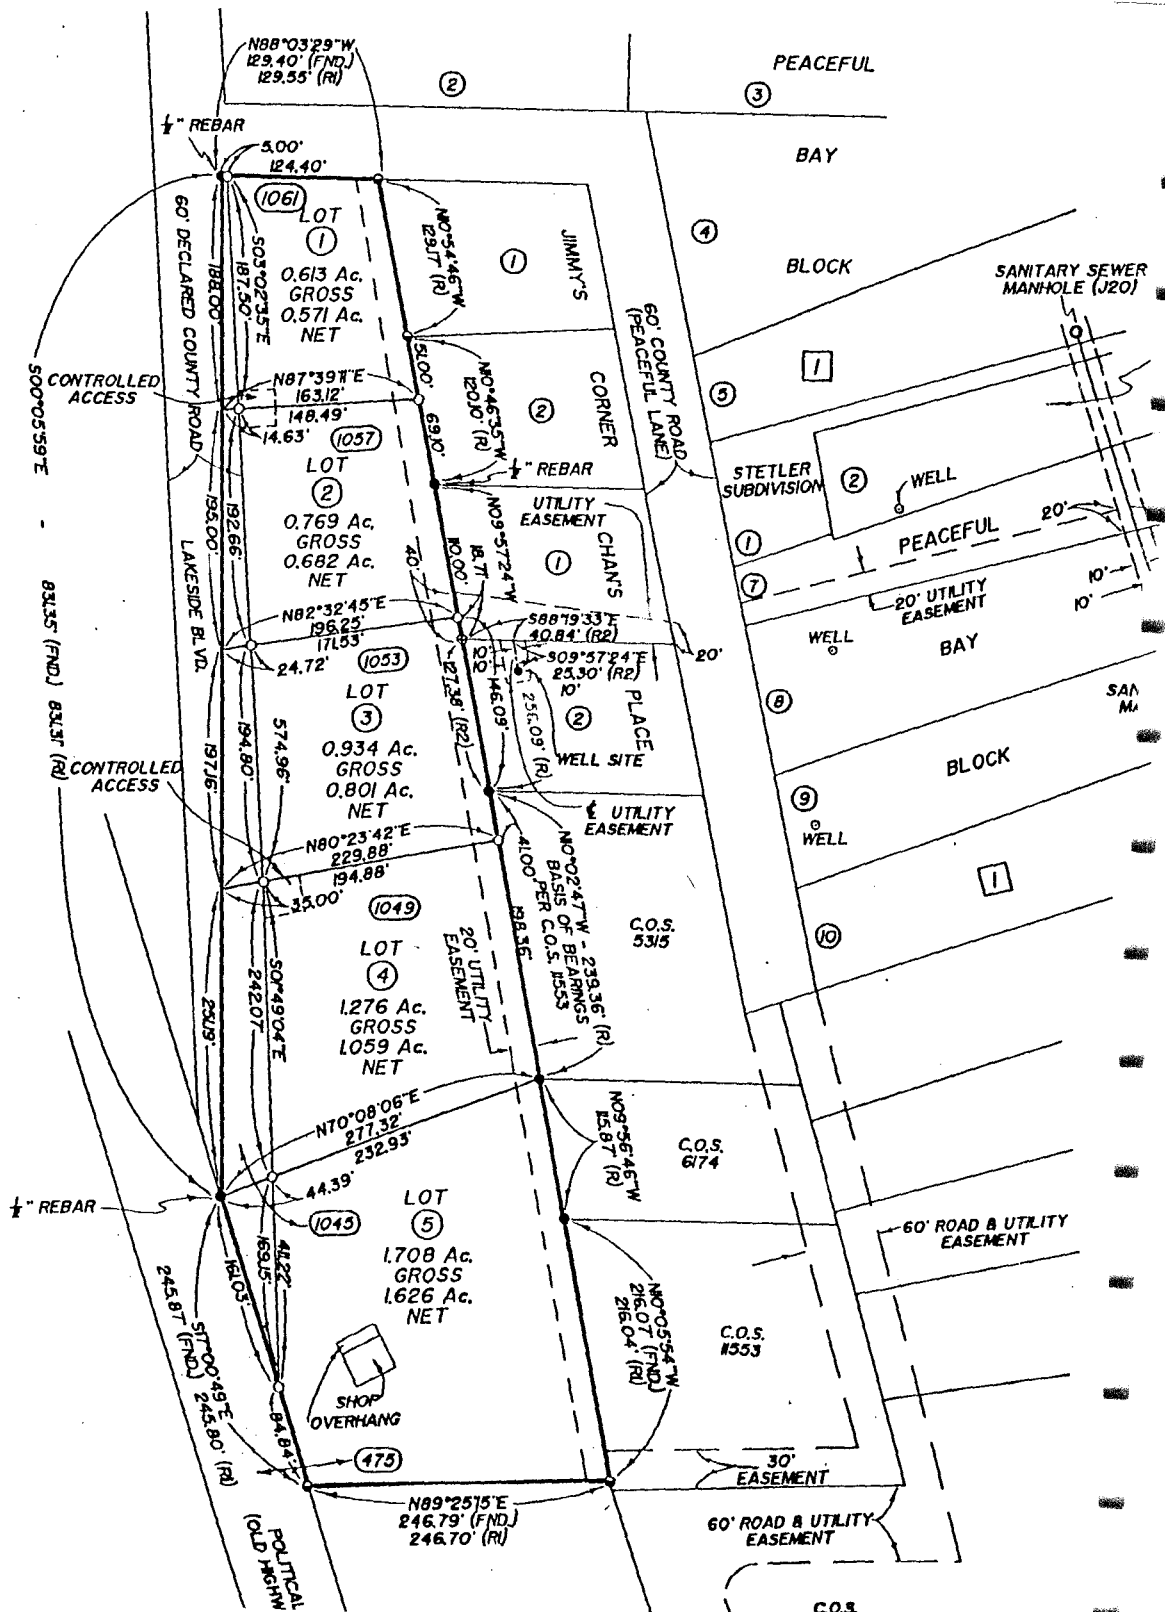 N88°03'29"W
129.40' (FND.)
129.55' (R1)
2
PEACEFUL
3
BAY
" REBAR
5.00'
124.40'
1061
LOT
1
0.613 Ac.
GROSS
0.571 Ac.
NET
60' DECLARED COUNTY ROAD
188.00'
187.50'
S03°02'35"E
N10°54'46"W
129.17' (R)
1
JIMMY'S
4
BLOCK
SANITARY SEWER
MANHOLE (J20)
60' COUNTY ROAD
(PEACEFUL LANE)
1
CONTROLLED
ACCESS
N87°39'11"E
163.12'
148.49'
14.63'
1057
51.00'
69.10'
N10°46'35"W
120.10' (R)
2
CORNER
5
S00°05'59"E - 831.35' (FND.) 831.31' (R1)
LOT
2
0.769 Ac.
GROSS
0.682 Ac.
NET
195.00'
192.66'
" REBAR
UTILITY
EASEMENT
STETLER
SUBDIVISION
2
WELL
20'
PEACEFUL
LAKESIDE BLVD.
N09°57'24"W
110.00'
18.71'
40'
1
CHAN'S
1
7
10'
10'
20' UTILITY
EASEMENT
N82°32'45"E
196.25'
171.53'
24.72'
1053
S88°19'33"E
40.84' (R2)
S09°57'24"E
25.30' (R2)
10'
10'
10'
20'
WELL
BAY
LOT
3
0.934 Ac.
GROSS
0.801 Ac.
NET
197.16'
194.80'
574.96'
127.38' (R2)
146.09'
256.09' (R)
2
PLACE
WELL SITE
8
SAN
BLOCK
CONTROLLED
ACCESS
UTILITY
EASEMENT
9
WELL
N80°23'42"E
229.88'
194.88'
35.00'
1049
41.00'
198.36'
N10°02'47"W - 239.36' (R)
BASIS OF BEARINGS
PER C.O.S. 11553
C.O.S.
5315
1
10
LOT
4
1.276 Ac.
GROSS
1.059 Ac.
NET
251.19'
242.07'
S01°49'04"E
20' UTILITY
EASEMENT
N70°08'06"E
277.32'
232.93'
44.39'
N09°56'46"W
115.87' (R)
C.O.S.
6174
" REBAR
1045
LOT
5
1.708 Ac.
GROSS
1.626 Ac.
NET
60' ROAD & UTILITY
EASEMENT
161.03'
169.15'
411.22'
S17°00'49"E
245.87' (FND.) 245.80' (R1)
N10°05'54"W
216.07' (FND.)
216.04' (R1)
C.O.S.
11553
SHOP
OVERHANG
84.84'
475
30'
EASEMENT
N89°25'15"E
246.79' (FND.)
246.70' (R1)
60' ROAD & UTILITY
EASEMENT
POLITICAL
(OLD HIGHW
C.O.S.